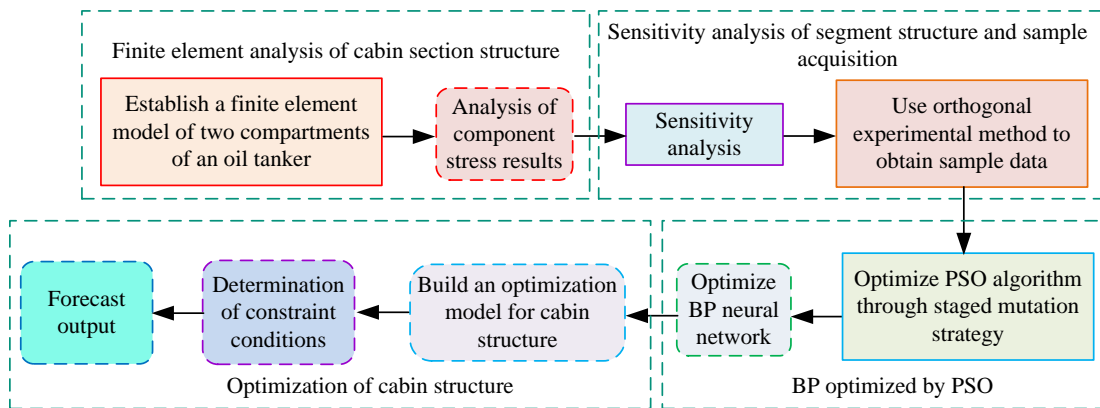 Finite element analysis of cabin section structure
Establish a finite element
model of two compartments
of an oil tanker
Analysis of
component
stress results
Sensitivity analysis of segment structure and sample
acquisition
Sensitivity
analysis
Use orthogonal
experimental method to
obtain sample data
Optimize PSO algorithm
through staged mutation
strategy
Optimize
BP neural
network
BP optimized by PSO
Build an optimization
model for cabin
structure
Determination
of constraint
conditions
Forecast
output
Optimization of cabin structure